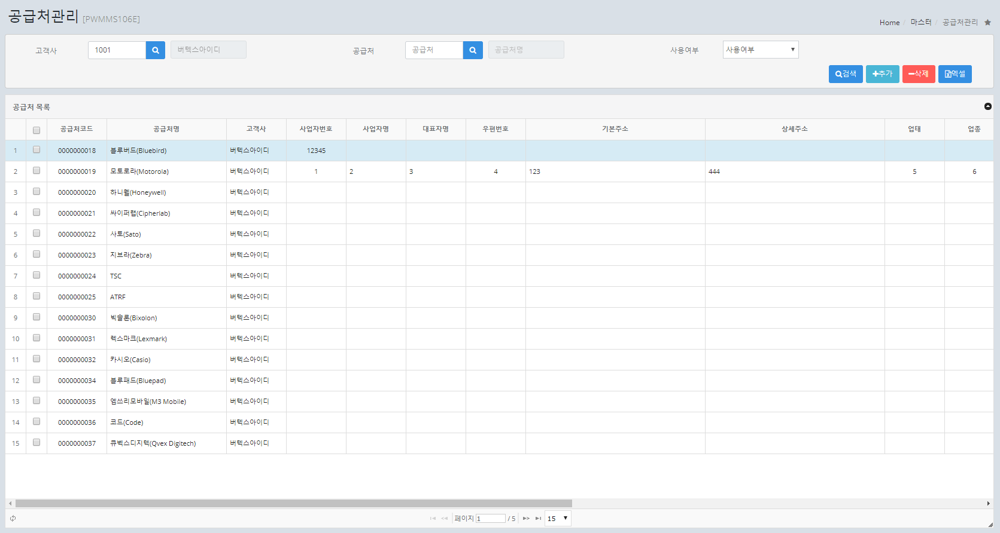 공급처관리 [PWMMS106E]
Home / 마스터 / 공급처관리
고객사 1001 버텍스아이디 공급처 공급처 공급처명 사용여부 사용여부
검색 추가 삭제 엑셀
공급처 목록
공급처코드 공급처명 고객사 사업자번호 사업자명 대표자명 우편번호 기본주소 상세주소 업태 업종
1 0000000018 블루버드(Bluebird) 버텍스아이디 12345
2 0000000019 모토로라(Motorola) 버텍스아이디 1 2 3 4 123 444 5 6
3 0000000020 하니웰(Honeywell) 버텍스아이디
4 0000000021 싸이퍼랩(Cipherlab) 버텍스아이디
5 0000000022 사토(Sato) 버텍스아이디
6 0000000023 지브라(Zebra) 버텍스아이디
7 0000000024 TSC 버텍스아이디
8 0000000025 ATRF 버텍스아이디
9 0000000030 빅솔론(Bixolon) 버텍스아이디
10 0000000031 렉스마크(Lexmark) 버텍스아이디
11 0000000032 카시오(Casio) 버텍스아이디
12 0000000034 블루패드(Bluepad) 버텍스아이디
13 0000000035 엠쓰리모바일(M3 Mobile) 버텍스아이디
14 0000000036 코드(Code) 버텍스아이디
15 0000000037 큐벡스디지텍(Qvex Digitech) 버텍스아이디
페이지 1 / 5 15